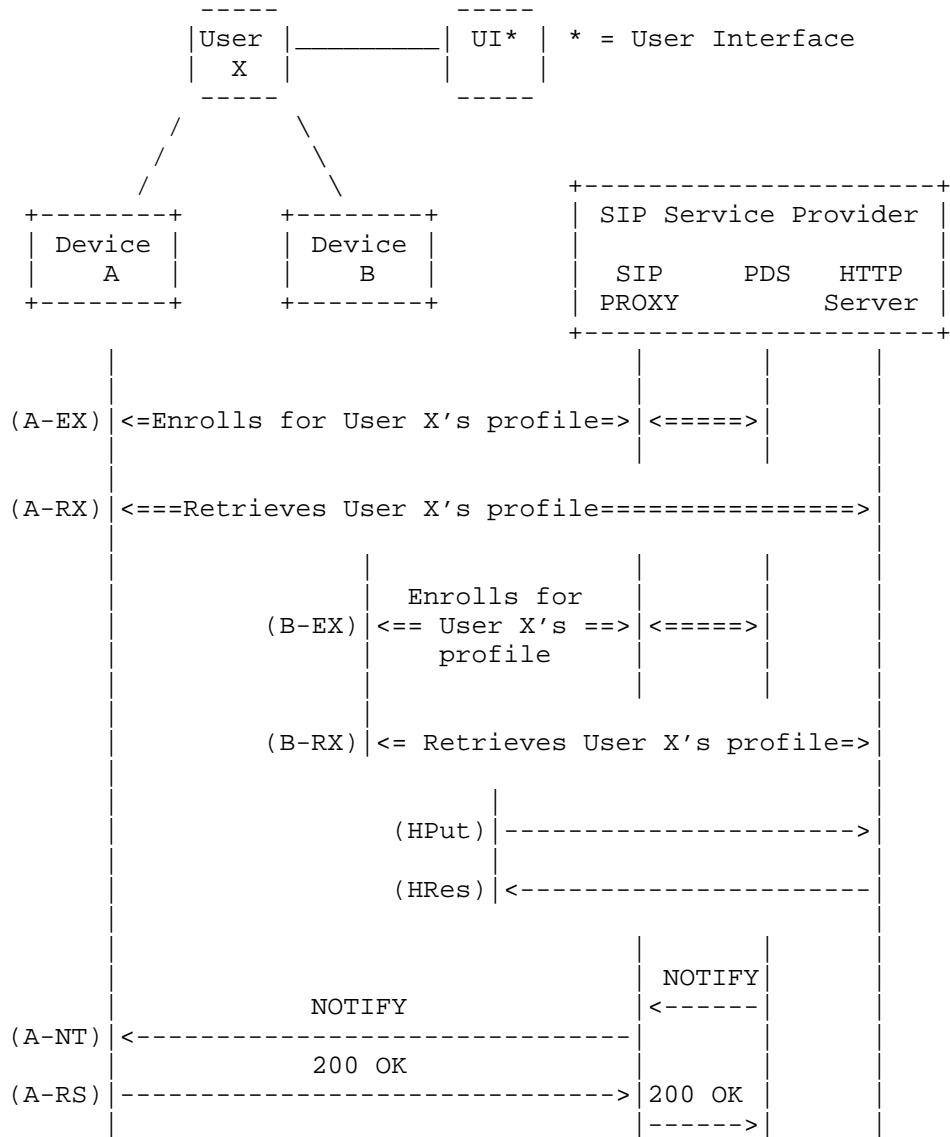 User UI* * = User Interface
X
SIP Service Provider
Device Device
A B SIP PDS HTTP
PROXY Server
(A-EX) <=Enrolls for User X's profile=> <=====>
(A-RX) <===Retrieves User X's profile================>
Enrolls for
(B-EX) <== User X's ==> <=====>
profile
(B-RX) <= Retrieves User X's profile=>
(HPut) ---------------------->
(HRes) <----------------------
NOTIFY
NOTIFY <------
(A-NT) <-------------------------------
200 OK
(A-RS) -------------------------------> 200 OK
------>